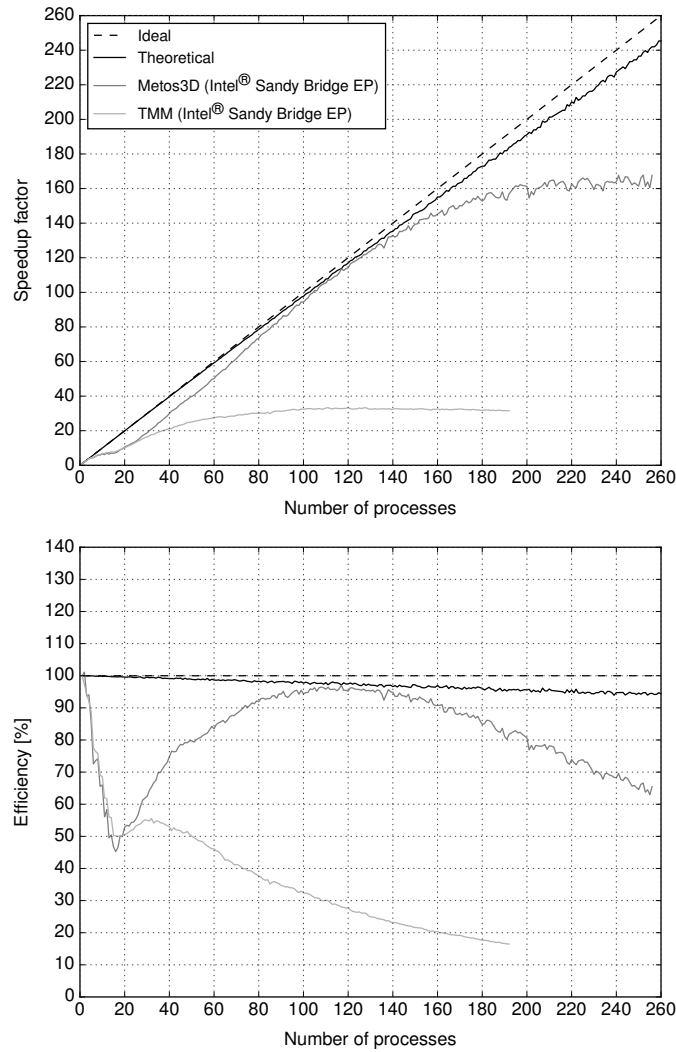 260
240
220
200
180
160
140
120
100
80
60
40
20
0
Speedup factor
Ideal
Theoretical
Metos3D (Intel® Sandy Bridge EP)
TMM (Intel® Sandy Bridge EP)
0 20 40 60 80 100 120 140 160 180 200 220 240 260
Number of processes
140
130
120
110
100
90
80
70
60
50
40
30
20
10
0
Efficiency [%]
0 20 40 60 80 100 120 140 160 180 200 220 240 260
Number of processes